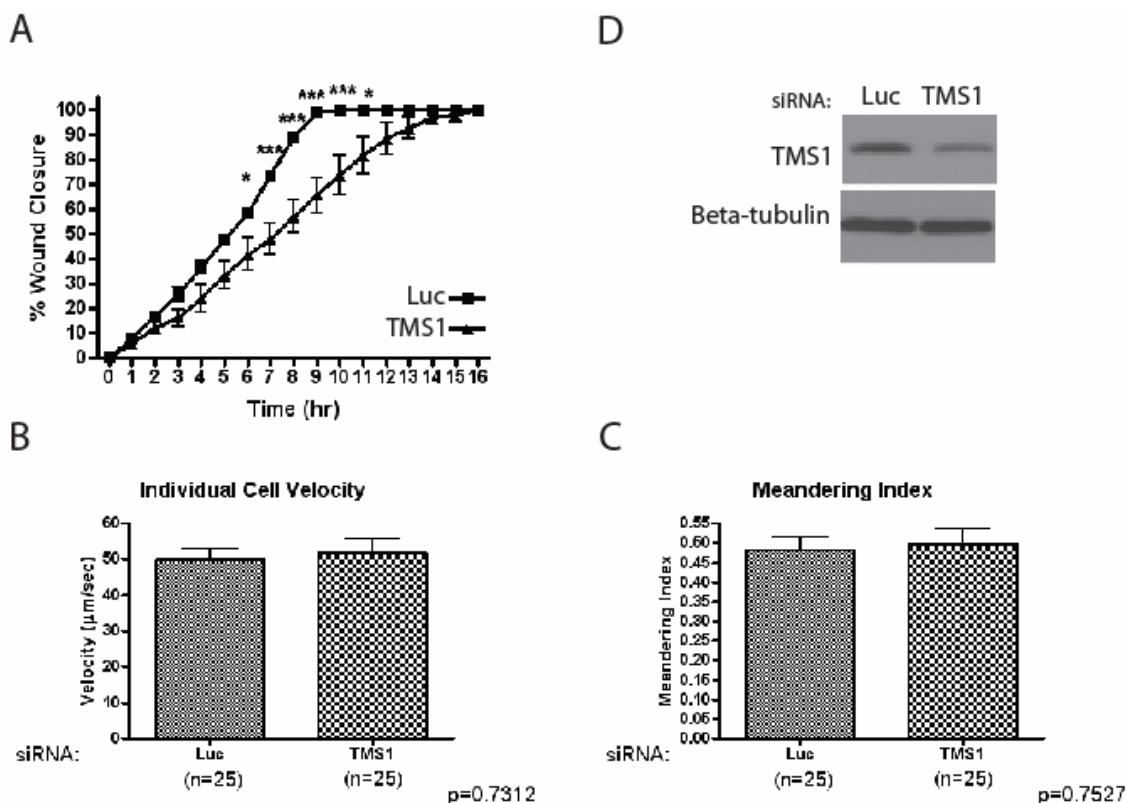 A
% Wound Closure
100
90
80
70
60
50
40
30
20
10
0
*
***
***
***
***
*
Luc
TMS1
0 1 2 3 4 5 6 7 8 9 10 11 12 13 14 15 16
Time (hr)
D
siRNA: Luc TMS1
TMS1
Beta-tubulin
B
Individual Cell Velocity
Velocity (µm/sec)
60
50
40
30
20
10
0
siRNA: Luc TMS1
(n=25) (n=25)
p=0.7312
C
Meandering Index
Meandering Index
0.55
0.50
0.45
0.40
0.35
0.30
0.25
0.20
0.15
0.10
0.05
0.00
siRNA: Luc TMS1
(n=25) (n=25)
p=0.7527